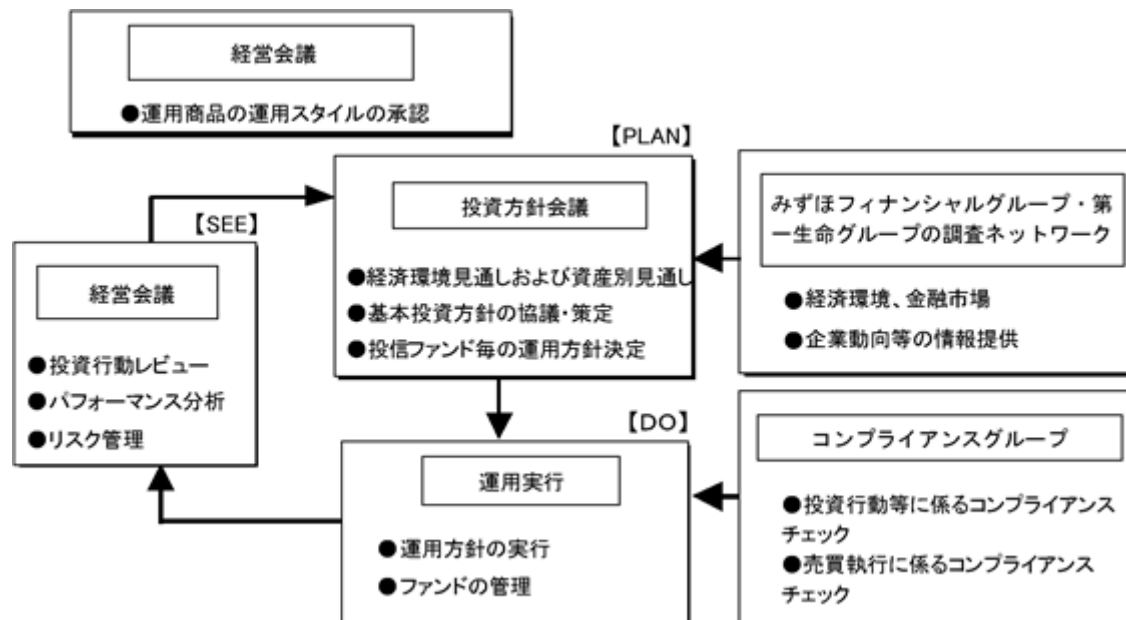 経営会議
●運用商品の運用スタイルの承認
【PLAN】
投資方針会議
●経済環境見通しおよび資産別見通し
●基本投資方針の協議・策定
●投信ファンド毎の運用方針決定
みずほフィナンシャルグループ・第
一生命グループの調査ネットワーク
●経済環境、金融市場
●企業動向等の情報提供
【SEE】
経営会議
●投資行動レビュー
●パフォーマンス分析
●リスク管理
【DO】
運用実行
●運用方針の実行
●ファンドの管理
コンプライアンスグループ
●投資行動等に係るコンプライアンス
チェック
●売買執行に係るコンプライアンス
チェック